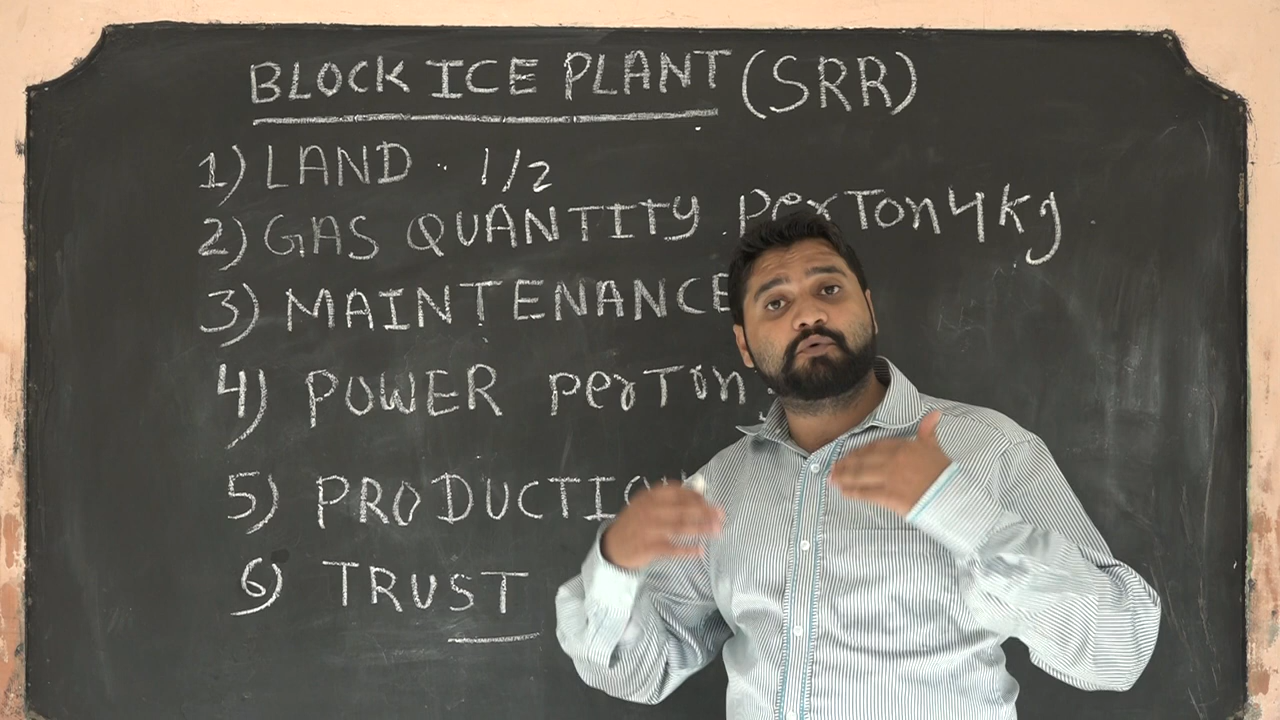 BLOCK ICE PLANT (SRR)
1) LAND . 1/2
2) GAS QUANTITY per Ton 4 kg
3) MAINTENANCE
4) POWER per Ton
5) PRODUCTIO
6) TRUST